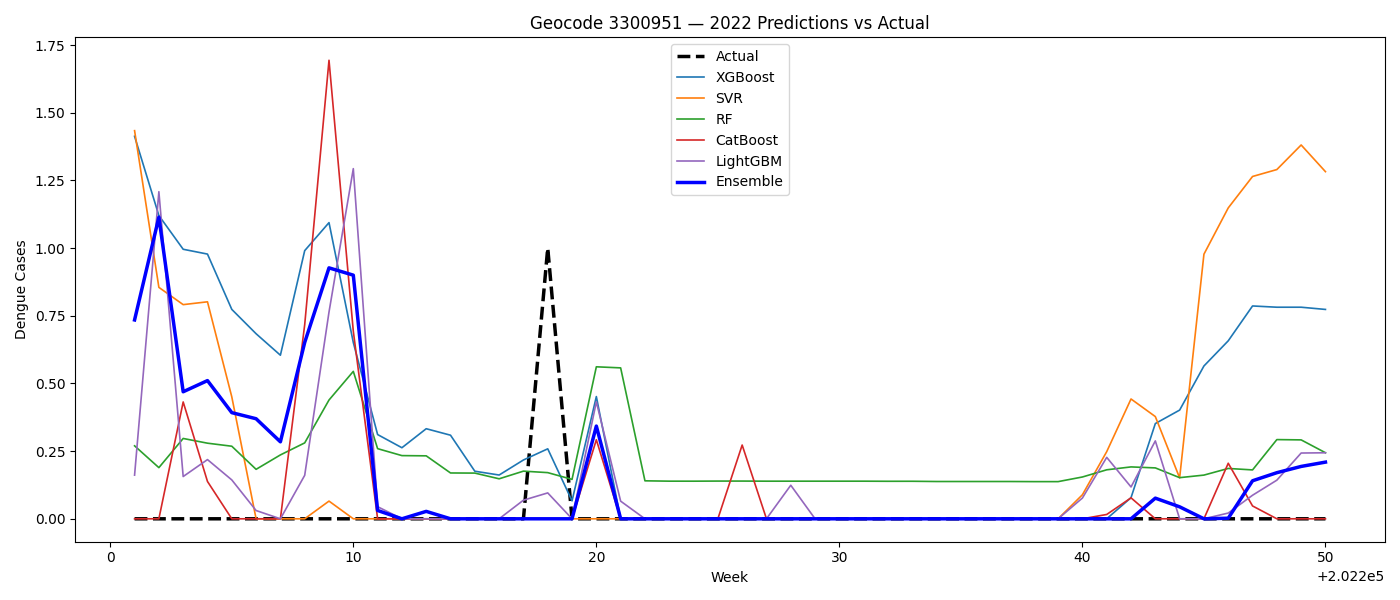 Geocode 3300951 — 2022 Predictions vs Actual
Dengue Cases
1.75
1.50
1.25
1.00
0.75
0.50
0.25
0.00
Actual
XGBoost
SVR
RF
CatBoost
LightGBM
Ensemble
0
10
20
30
40
50
Week
+2.022e5